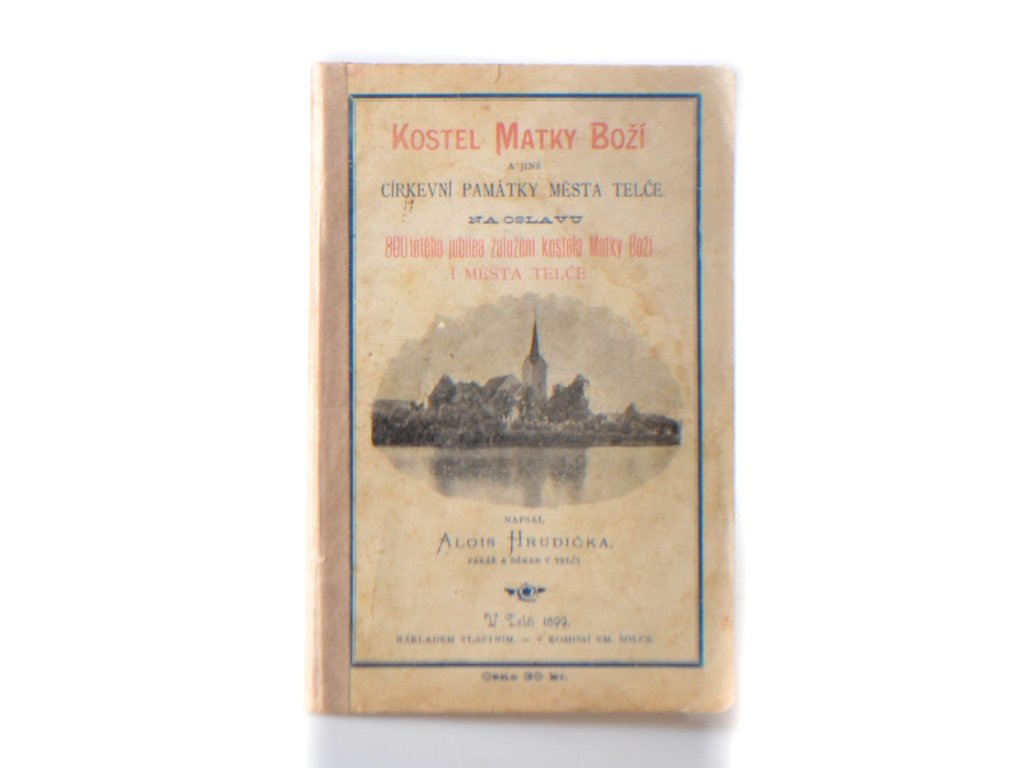 KOSTEL MATKY BOŽÍ
A JINÉ
CÍRKEVNÍ PAMÁTKY MĚSTA TELČE
NA OSLAVU
800letého jubilea založení kostela Matky Boží
I MĚSTA TELČE
NAPSAL
ALOIS HRUDIČKA,
FARÁŘ A DĚKAN V TELČI.
V Telči 1899.
NÁKLADEM VLASTNÍM. — V KOMISSÍ EM. ŠOLCE
Cena 30 kr.